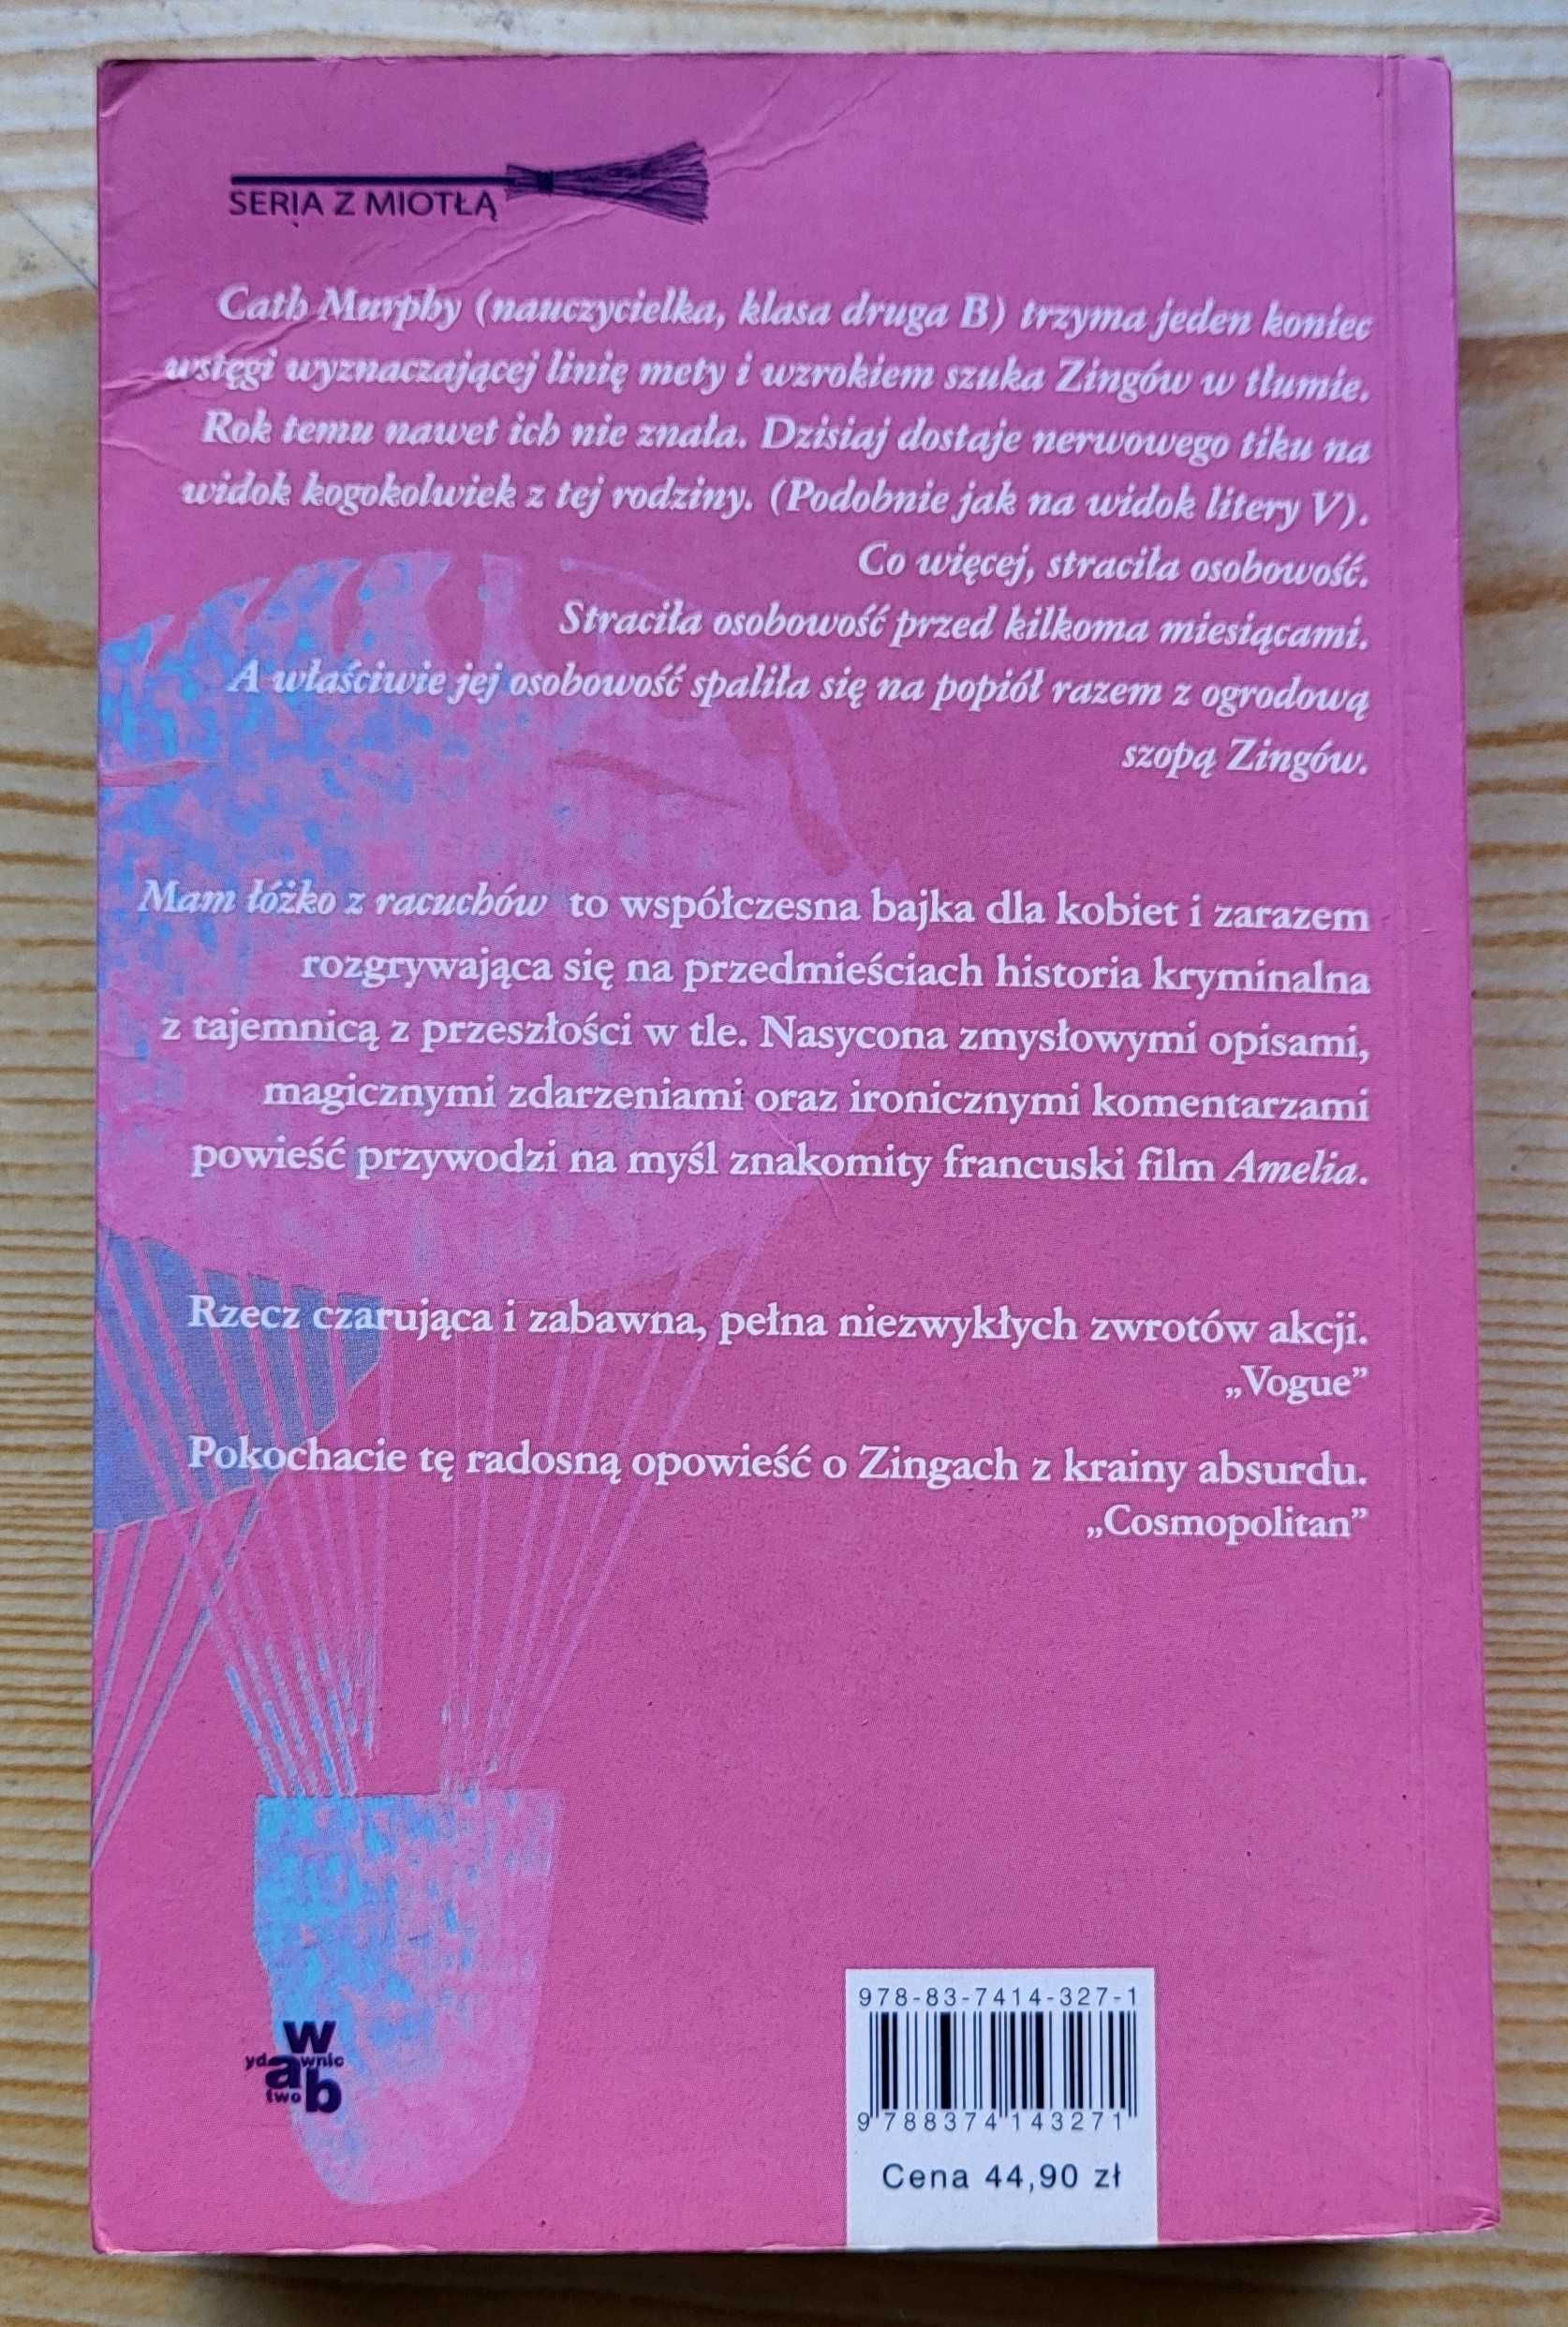 SERIA Z MIOTŁĄ
Cath Murphy (nauczycielka, klasa druga B) trzyma jeden koniec
wstęgi wyznaczającej linię mety i wzrokiem szuka Zingów w tłumie.
Rok temu nawet ich nie znała. Dzisiaj dostaje nerwowego tiku na
widok kogokolwiek z tej rodziny. (Podobnie jak na widok litery V).
Co więcej, straciła osobowość.
Straciła osobowość przed kilkoma miesiącami.
A właściwie jej osobowość spaliła się na popiół razem z ogrodową
szopą Zingów.
Mam łóżko z racuchów to współczesna bajka dla kobiet i zarazem
rozgrywająca się na przedmieściach historia kryminalna
z tajemnicą z przeszłości w tle. Nasycona zmysłowymi opisami,
magicznymi zdarzeniami oraz ironicznymi komentarzami
powieść przywodzi na myśl znakomity francuski film Amelia.
Rzecz czarująca i zabawna, pełna niezwykłych zwrotów akcji.
„Vogue”
Pokochacie tę radosną opowieść o Zingach z krainy absurdu.
„Cosmopolitan”
978-83-7414-327-1
9 788374 143271
Cena 44,90 zł
w
ydawnic
two b